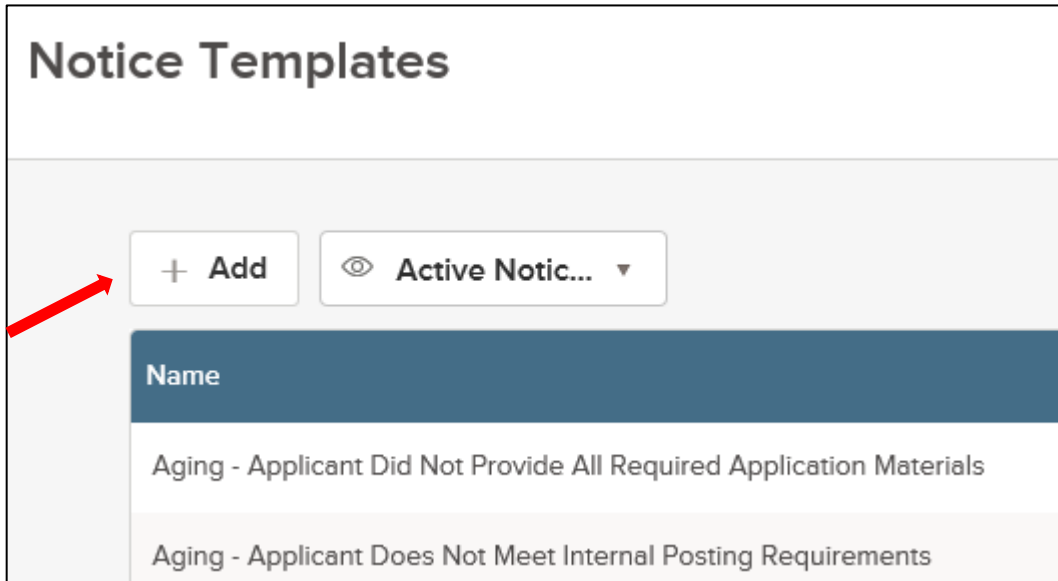 Notice Templates
+ Add
Active Notic...
Name
Aging - Applicant Did Not Provide All Required Application Materials
Aging - Applicant Does Not Meet Internal Posting Requirements